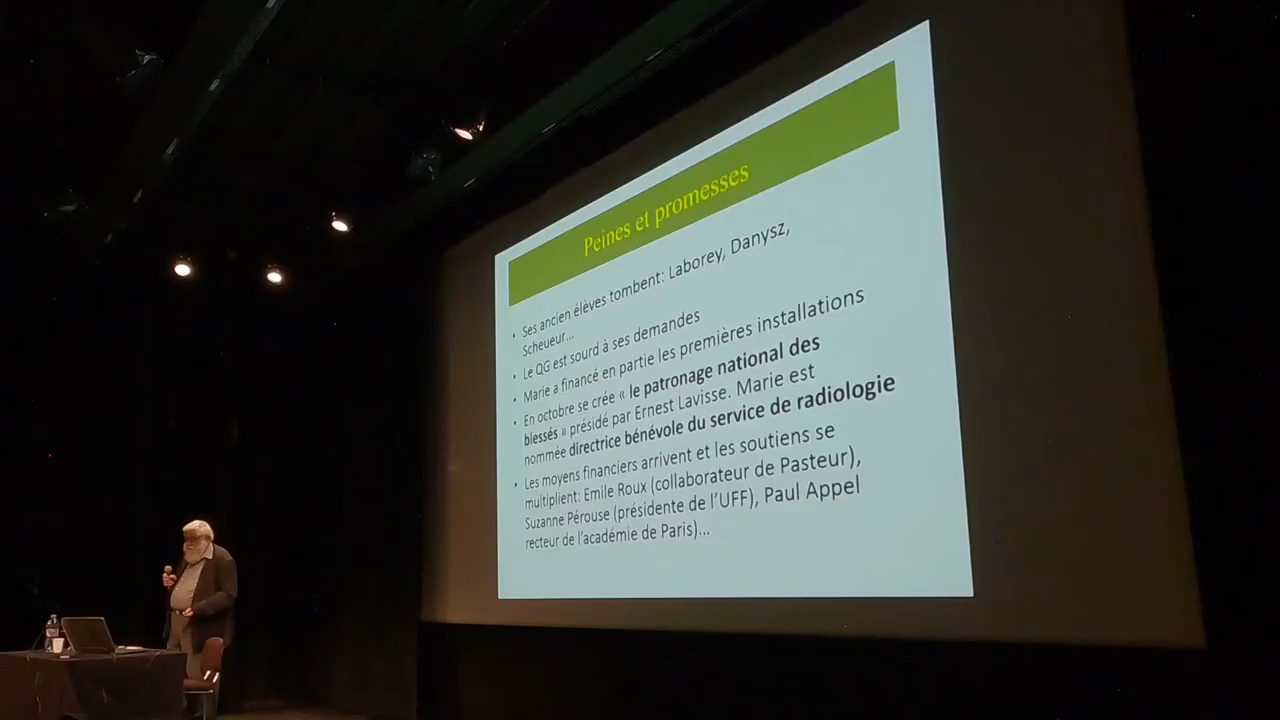 Peines et promesses
• Ses ancien élèves tombent: Laborey, Danysz,
Scheueur...
• Le QG est sourd à ses demandes
• Marie a financé en partie les premières installations
• En octobre se crée « le patronage national des
blessés » présidé par Ernest Lavisse. Marie est
nommée directrice bénévole du service de radiologie
• Les moyens financiers arrivent et les soutiens se
multiplient: Emile Roux (collaborateur de Pasteur),
Suzanne Pérouse (présidente de l'UFF), Paul Appel
recteur de l'académie de Paris)...